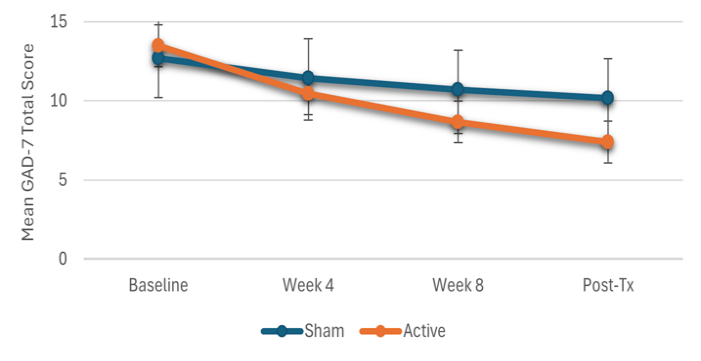 Mean GAD-7 Total Score
15
10
5
0
Baseline Week 4 Week 8 Post-Tx
Sham Active